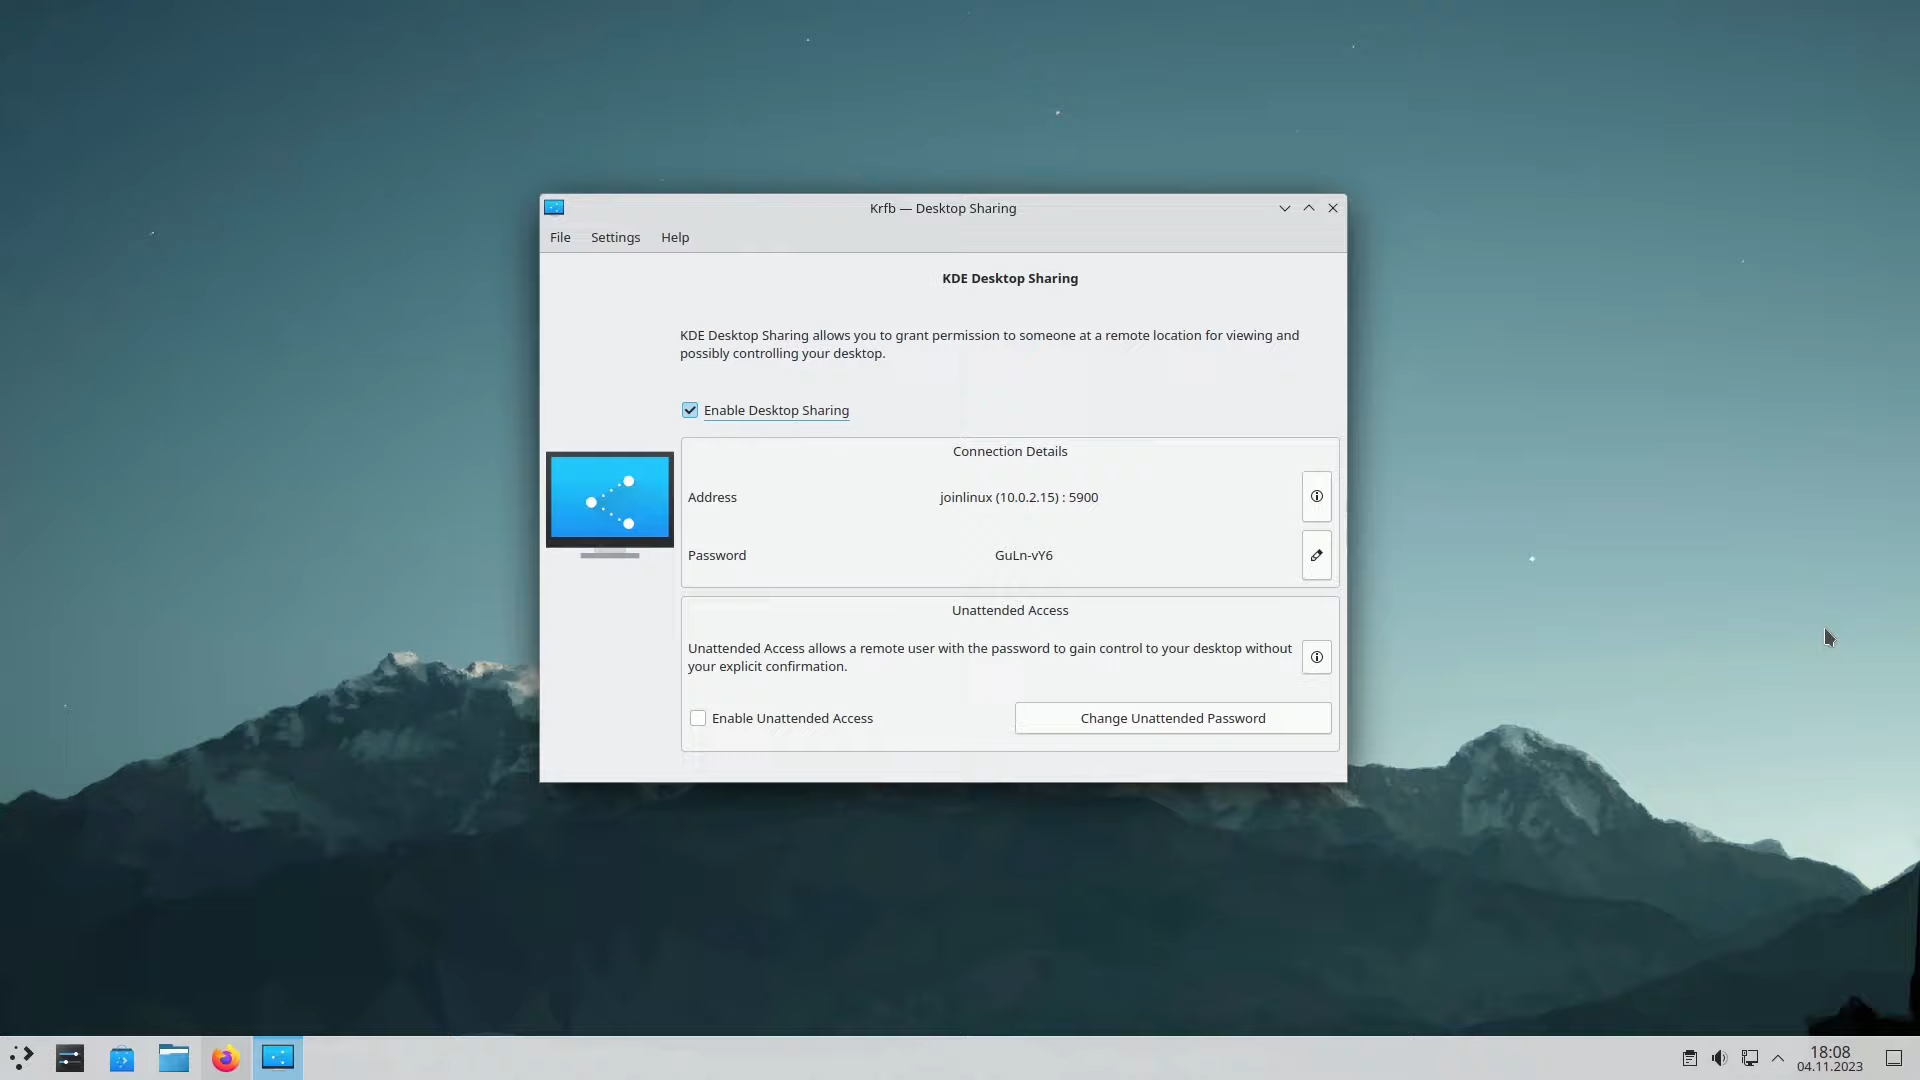 Krfb — Desktop Sharing
File Settings Help
KDE Desktop Sharing
KDE Desktop Sharing allows you to grant permission to someone at a remote location for viewing and
possibly controlling your desktop.
Enable Desktop Sharing
Connection Details
Address joinlinux (10.0.2.15) : 5900
Password GuLn-vY6
Unattended Access
Unattended Access allows a remote user with the password to gain control to your desktop without
your explicit confirmation.
Enable Unattended Access Change Unattended Password
18:08
04.11.2023